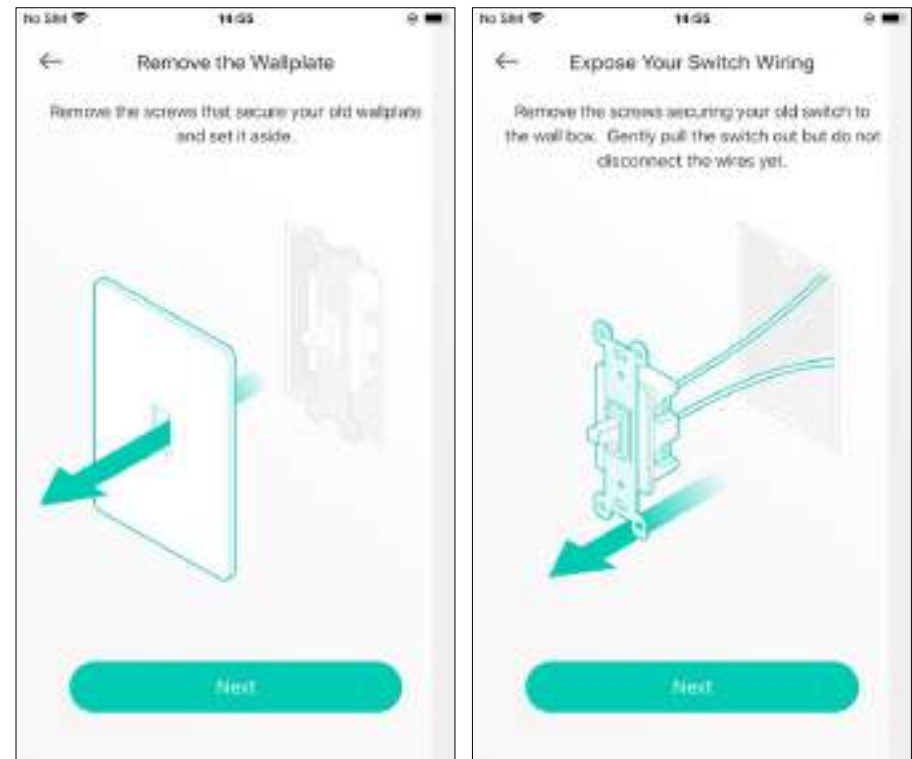 No SIM 14:55
Remove the Wallplate
Remove the screws that secure your old wallplate
and set it aside.
Next
No SIM 14:55
Expose Your Switch Wiring
Remove the screws securing your old switch to
the wall box. Gently pull the switch out but do not
disconnect the wires yet.
Next